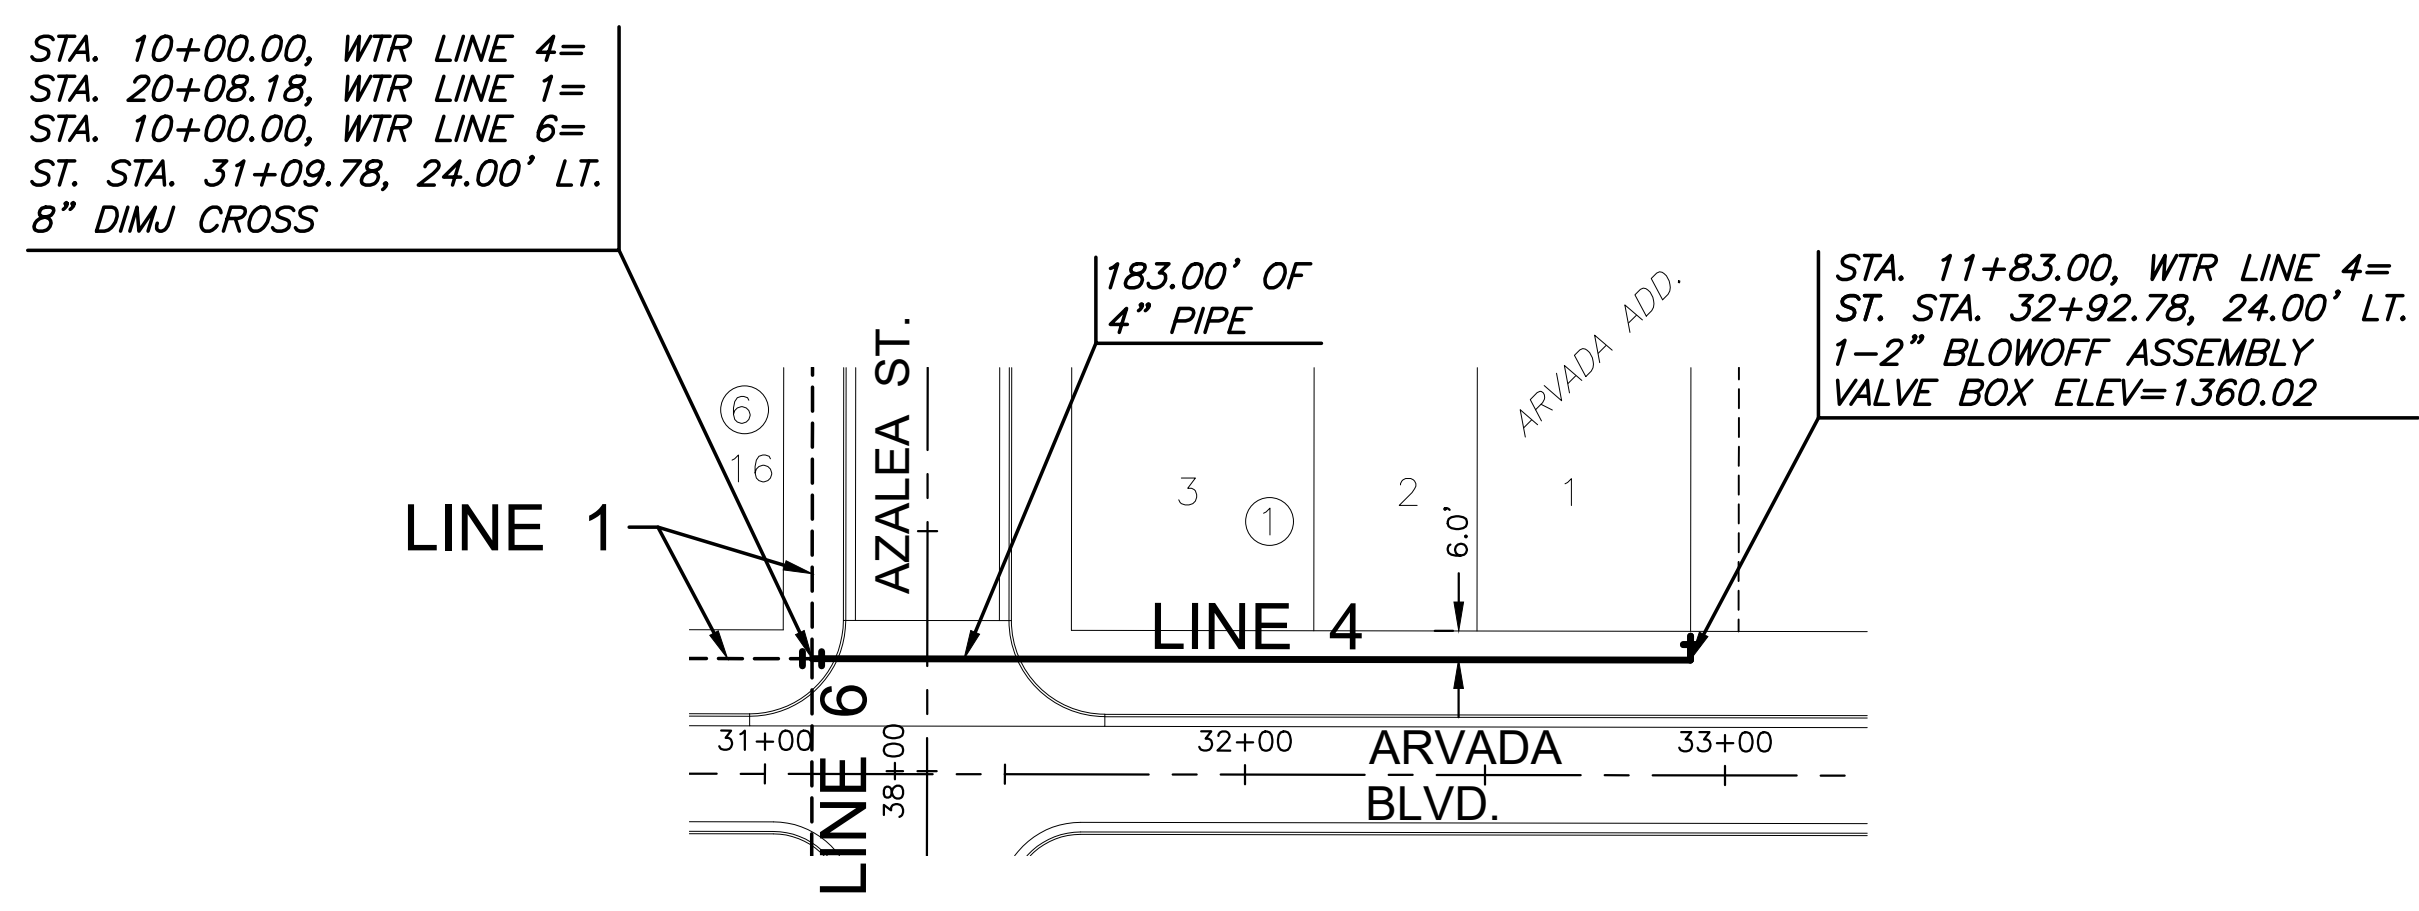 STA. 10+00.00, WTR LINE 4=
STA. 20+08.18, WTR LINE 1=
STA. 10+00.00, WTR LINE 6=
ST. STA. 31+09.78, 24.00' LT.
8” DIMJ CROSS
183.00' OF
4” PIPE
STA. 11+83.00, WTR LINE 4=
ST. STA. 32+92.78, 24.00' LT.
1-2” BLOWOFF ASSEMBLY
VALVE BOX ELEV=1360.02
ARVADA ADD.
AZALEA ST.
6
16
3
1
2
1
6.0'
LINE 1
LINE 4
LINE 6
31+00
38+00
32+00
33+00
ARVADA
BLVD.